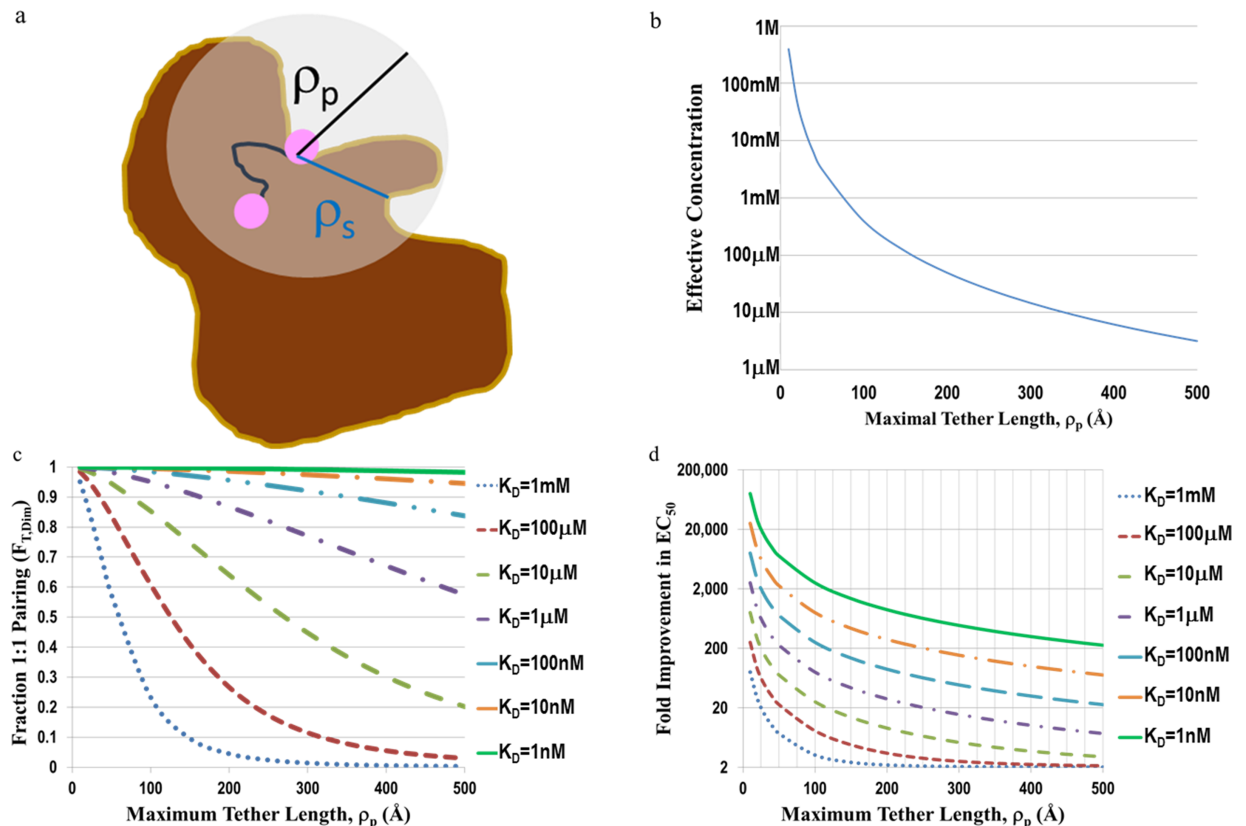 a
ρp
ρs
b
Effective Concentration
1M
100mM
10mM
1mM
100μM
10μM
1μM
0 100 200 300 400 500
Maximal Tether Length, ρp (Å)
c
Fraction 1:1 Pairing (FT,Dim)
1
0.9
0.8
0.7
0.6
0.5
0.4
0.3
0.2
0.1
0
0 100 200 300 400 500
Maximum Tether Length, ρp (Å)
KD=1mM
KD=100μM
KD=10μM
KD=1μM
KD=100nM
KD=10nM
KD=1nM
d
Fold Improvement in EC50
200,000
20,000
2,000
200
20
2
0 100 200 300 400 500
Maximum Tether Length, ρp (Å)
KD=1mM
KD=100μM
KD=10μM
KD=1μM
KD=100nM
KD=10nM
KD=1nM